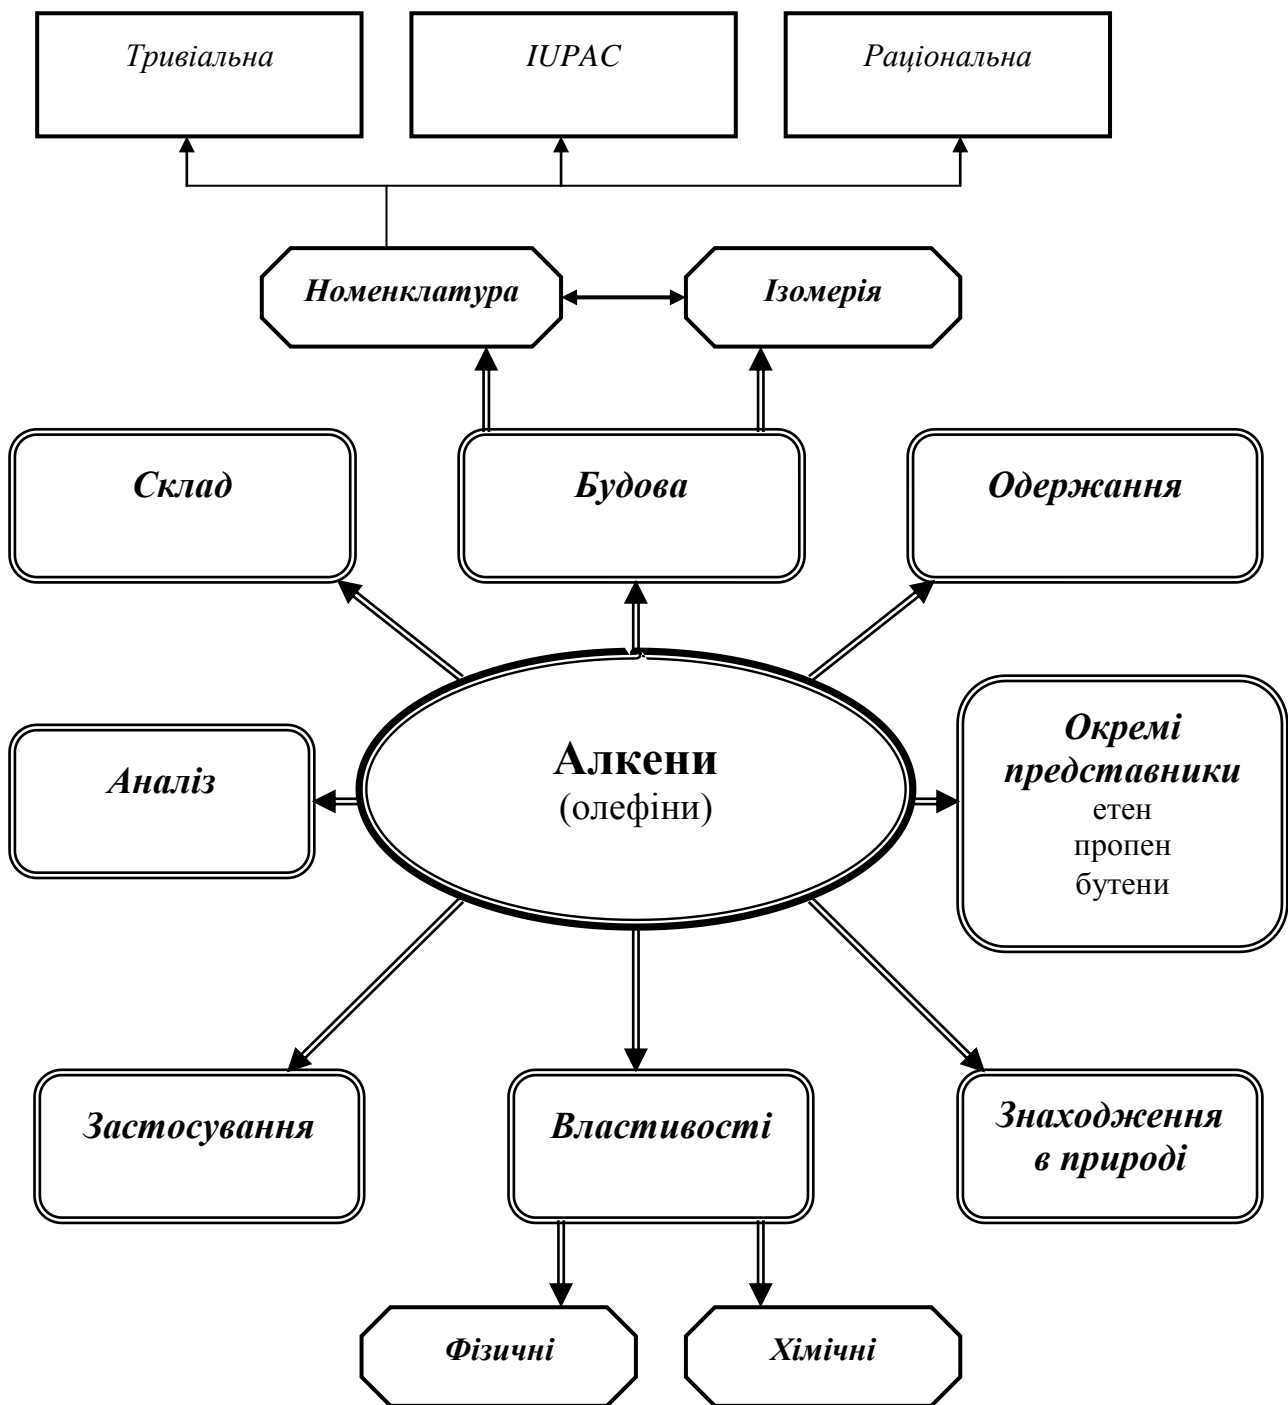 Тривіальна
IUPAC
Раціональна
Номенклатура
Ізомерія
Склад
Будова
Одержання
Аналіз
Алкени
(олефіни)
Окремі
представники
етен
пропен
бутени
Застосування
Властивості
Знаходження
в природі
Фізичні
Хімічні